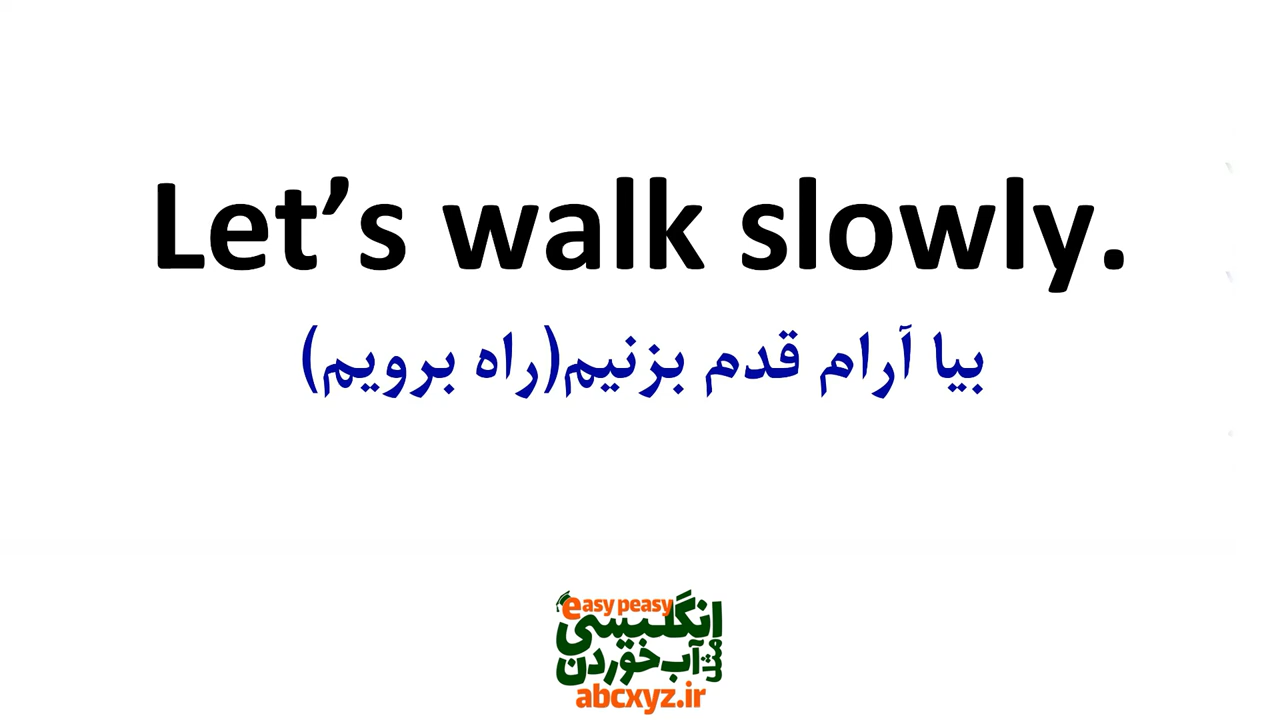 Let’s walk slowly.
بیا آرام قدم بزنیم(راه برویم)
easy peasy
انگلیسی
مثل آب خوردن
abcxyz.ir